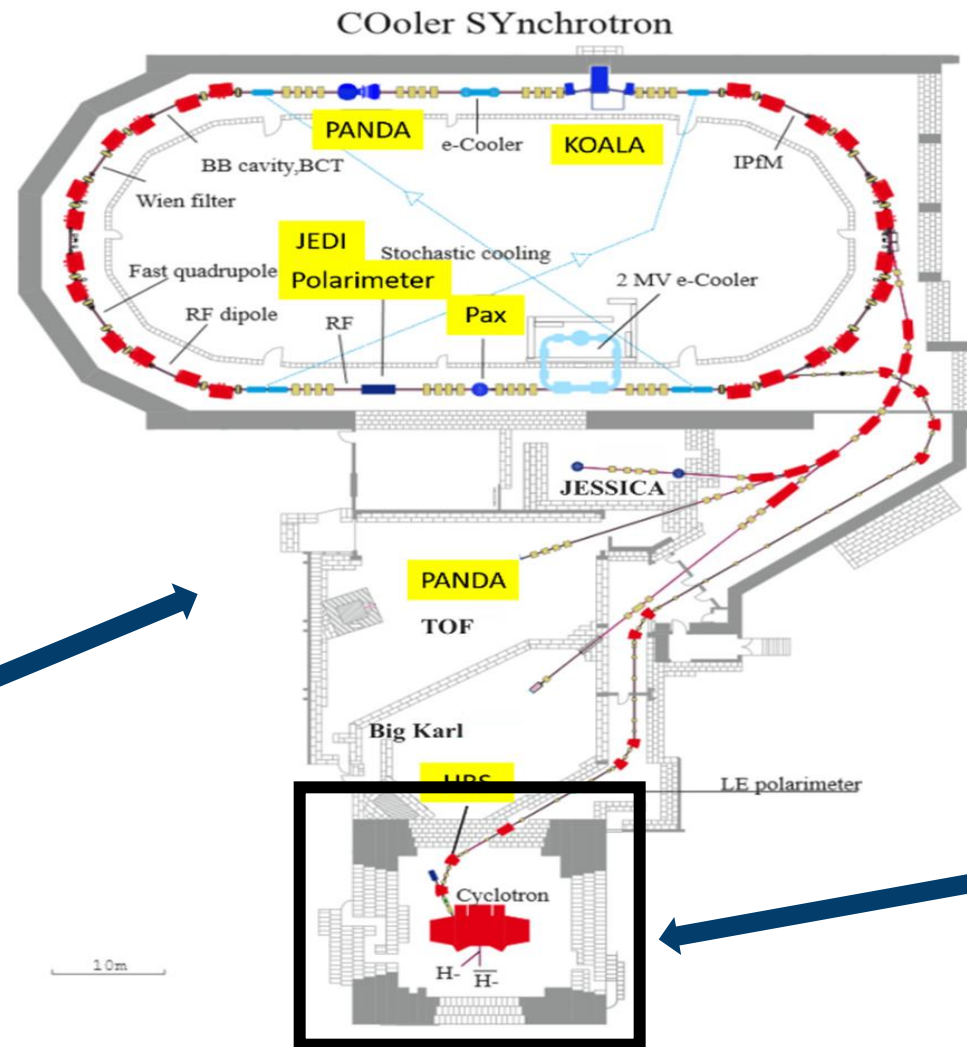 COoler SYnchrotron
PANDA
e-Cooler
KOALA
BB cavity,BCT
IPfM
Wien filter
JEDI
Stochastic cooling
Fast quadrupole
Polarimeter
2 MV e-Cooler
RF dipole
RF
Pax
JESSICA
PANDA
TOF
Big Karl
LE polarimeter
Cyclotron
10m
H- H-